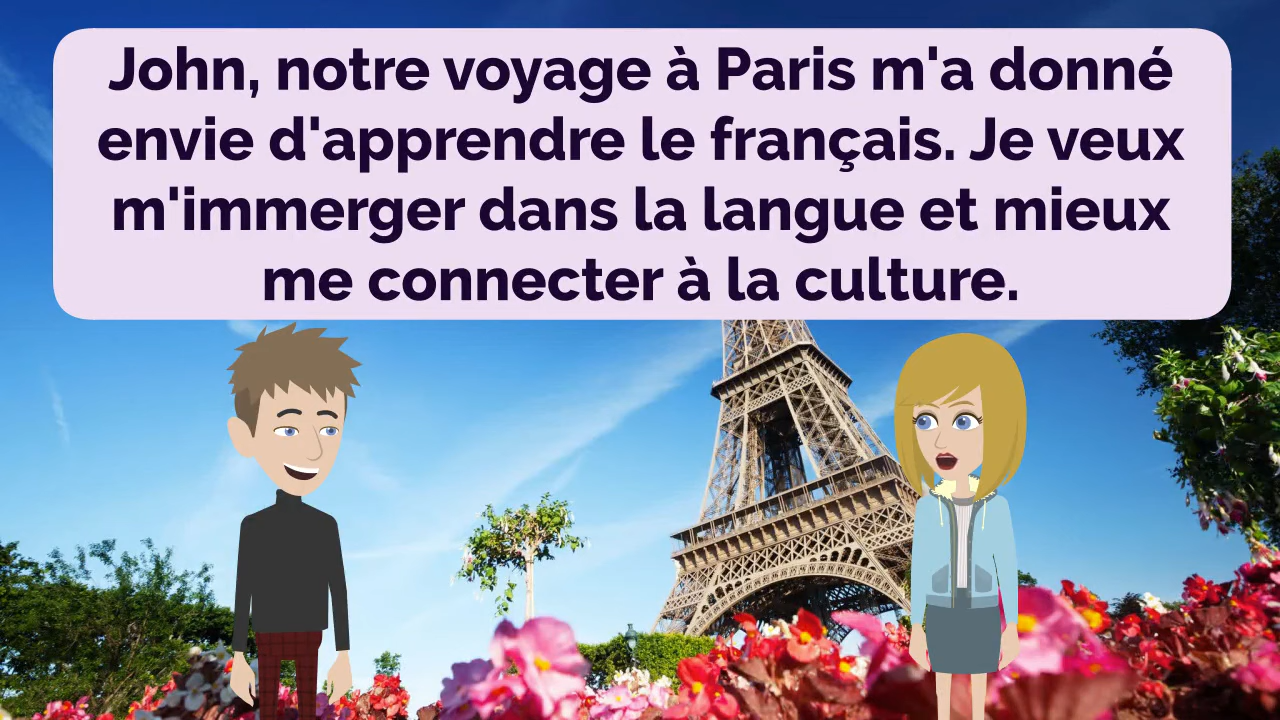 John, notre voyage à Paris m'a donné
envie d'apprendre le français. Je veux
m'immerger dans la langue et mieux
me connecter à la culture.